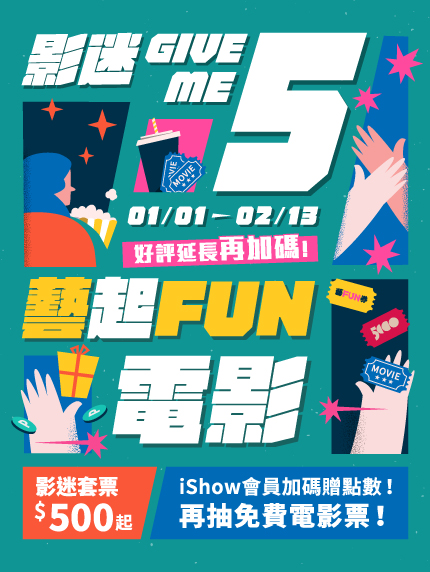 影迷 GIVE
ME 5
MOVIE
MOVIE
01/01－02/13
好評延長再加碼！
藝起FUN
電影
FUN
$100
MOVIE
P
P
影迷套票
$500起
iShow會員加碼贈點數！
再抽免費電影票！